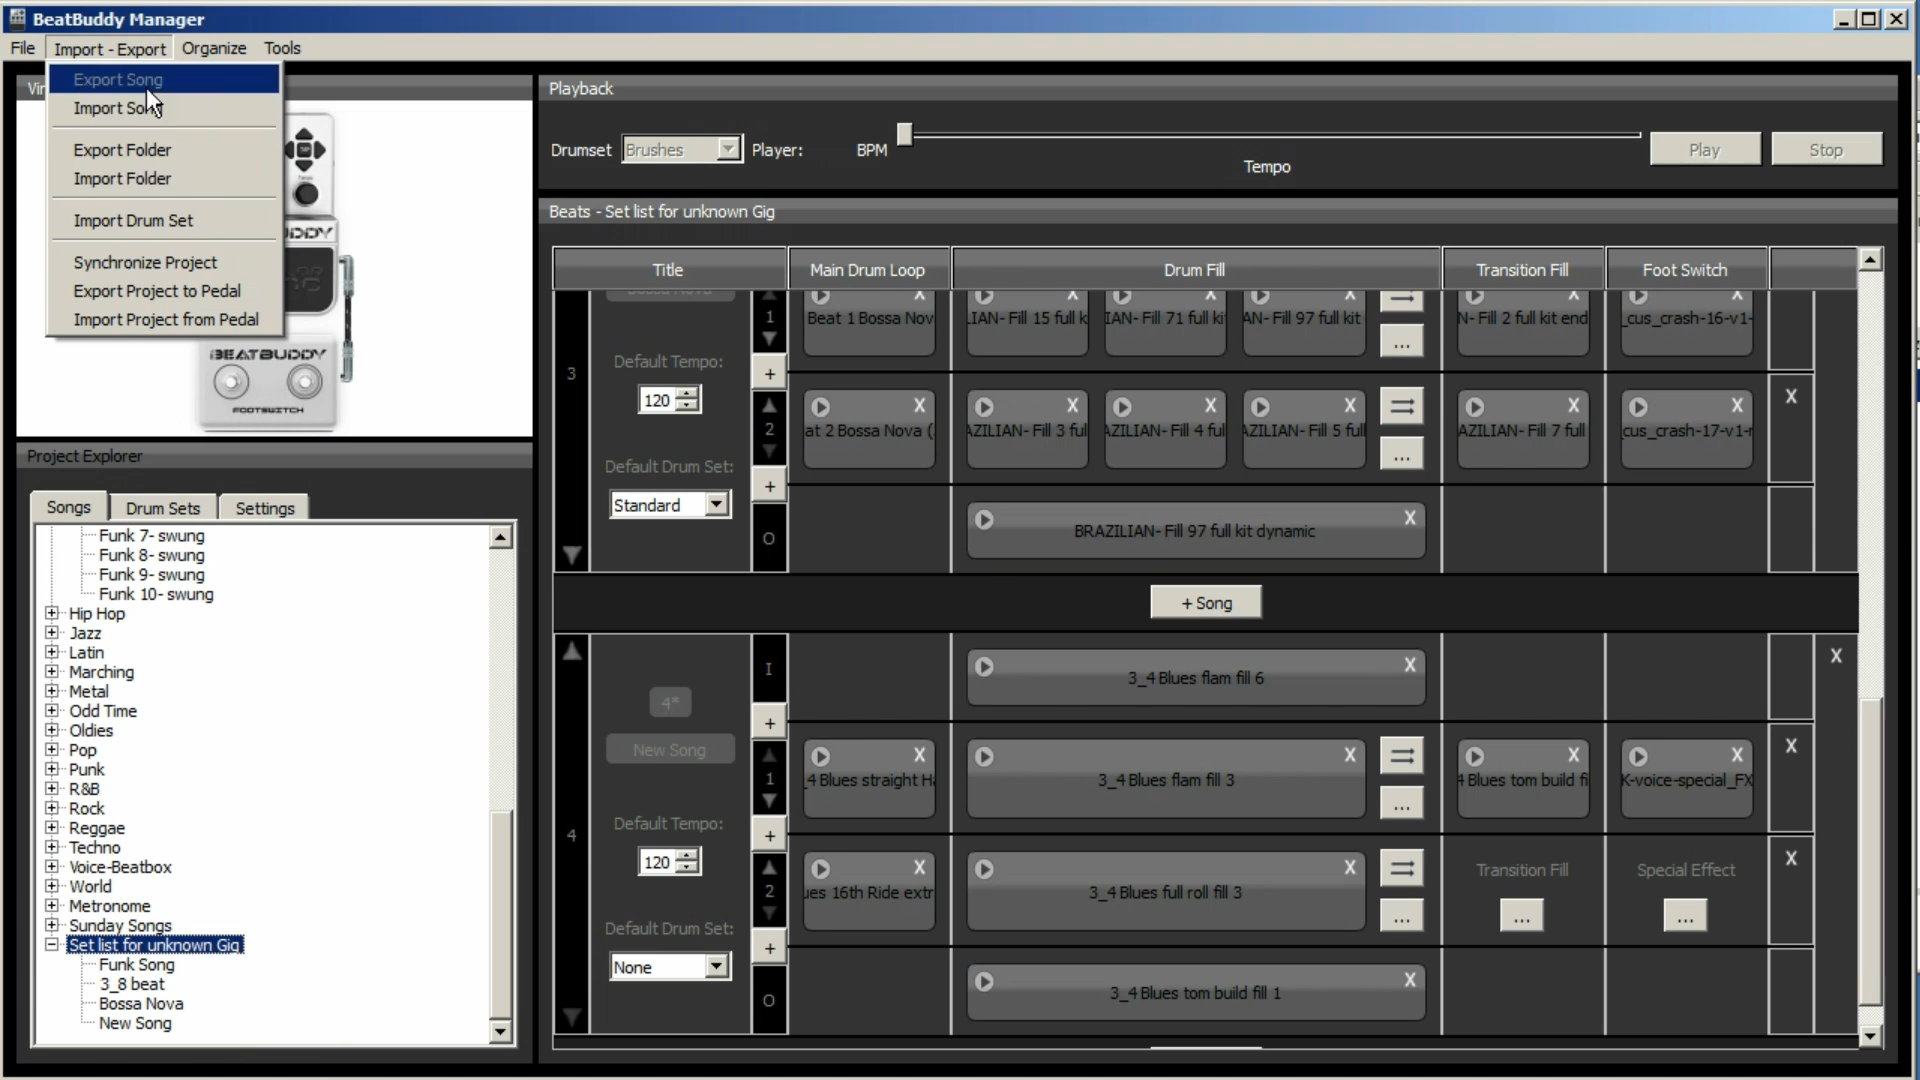 BeatBuddy Manager
File Import - Export Organize Tools
Export Song
Import Song
Export Folder
Import Folder
Import Drum Set
Synchronize Project
Export Project to Pedal
Import Project from Pedal
BEATBUDDY
FOOTSWITCH
Project Explorer
Songs Drum Sets Settings
Funk 7- swung
Funk 8- swung
Funk 9- swung
Funk 10- swung
Hip Hop
Jazz
Latin
Marching
Metal
Odd Time
Oldies
Pop
Punk
R&B
Rock
Reggae
Techno
Voice-Beatbox
World
Metronome
Sunday Songs
Set list for unknown Gig
Funk Song
3_8 beat
Bossa Nova
New Song
Playback
Drumset Brushes Player: BPM Tempo Play Stop
Beats - Set list for unknown Gig
Title Main Drum Loop Drum Fill Transition Fill Foot Switch
3
Default Tempo:
120
Default Drum Set:
Standard
1 Beat 1 Bossa Nov X IAN- Fill 15 full k X IAN- Fill 71 full ki X AN- Fill 97 full kit X N- Fill 2 full kit end X _cus_crash-16-v1- X
...
+
2 at 2 Bossa Nova ( X AZILIAN- Fill 3 ful X AZILIAN- Fill 4 ful X AZILIAN- Fill 5 full X AZILIAN- Fill 7 full X _cus_crash-17-v1-r X X
...
+
O BRAZILIAN- Fill 97 full kit dynamic X
+ Song
4
4*
New Song
Default Tempo:
120
Default Drum Set:
None
I 3_4 Blues flam fill 6 X X
+
1 _4 Blues straight Ha X 3_4 Blues flam fill 3 X 4 Blues tom build fi X K-voice-special_FX X X
...
+
2 ues 16th Ride extr X 3_4 Blues full roll fill 3 X Transition Fill Special Effect X
... ... ...
+
O 3_4 Blues tom build fill 1 X